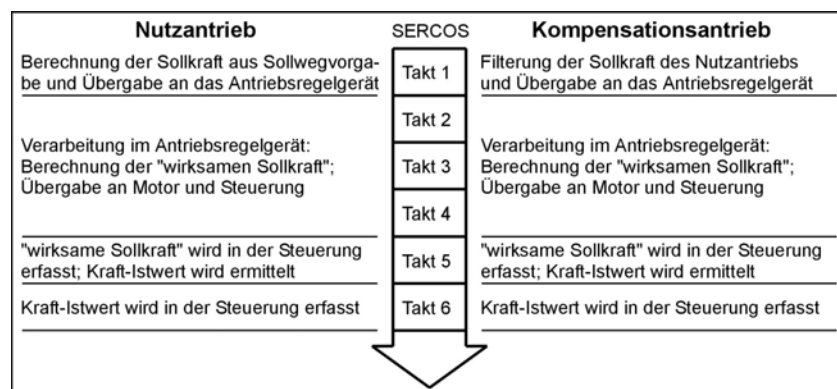 Nutzantrieb
Berechnung der Sollkraft aus Sollwegvorga-
be und Übergabe an das Antriebsregelgerät
Verarbeitung im Antriebsregelgerät:
Berechnung der "wirksamen Sollkraft";
Übergabe an Motor und Steuerung
"wirksame Sollkraft" wird in der Steuerung
erfasst; Kraft-Istwert wird ermittelt
Kraft-Istwert wird in der Steuerung erfasst
SERCOS
Takt 1
Takt 2
Takt 3
Takt 4
Takt 5
Takt 6
Kompensationsantrieb
Filterung der Sollkraft des Nutzantriebs
und Übergabe an das Antriebsregelgerät
Verarbeitung im Antriebsregelgerät:
Berechnung der "wirksamen Sollkraft";
Übergabe an Motor und Steuerung
"wirksame Sollkraft" wird in der Steuerung
erfasst; Kraft-Istwert wird ermittelt
Kraft-Istwert wird in der Steuerung erfasst